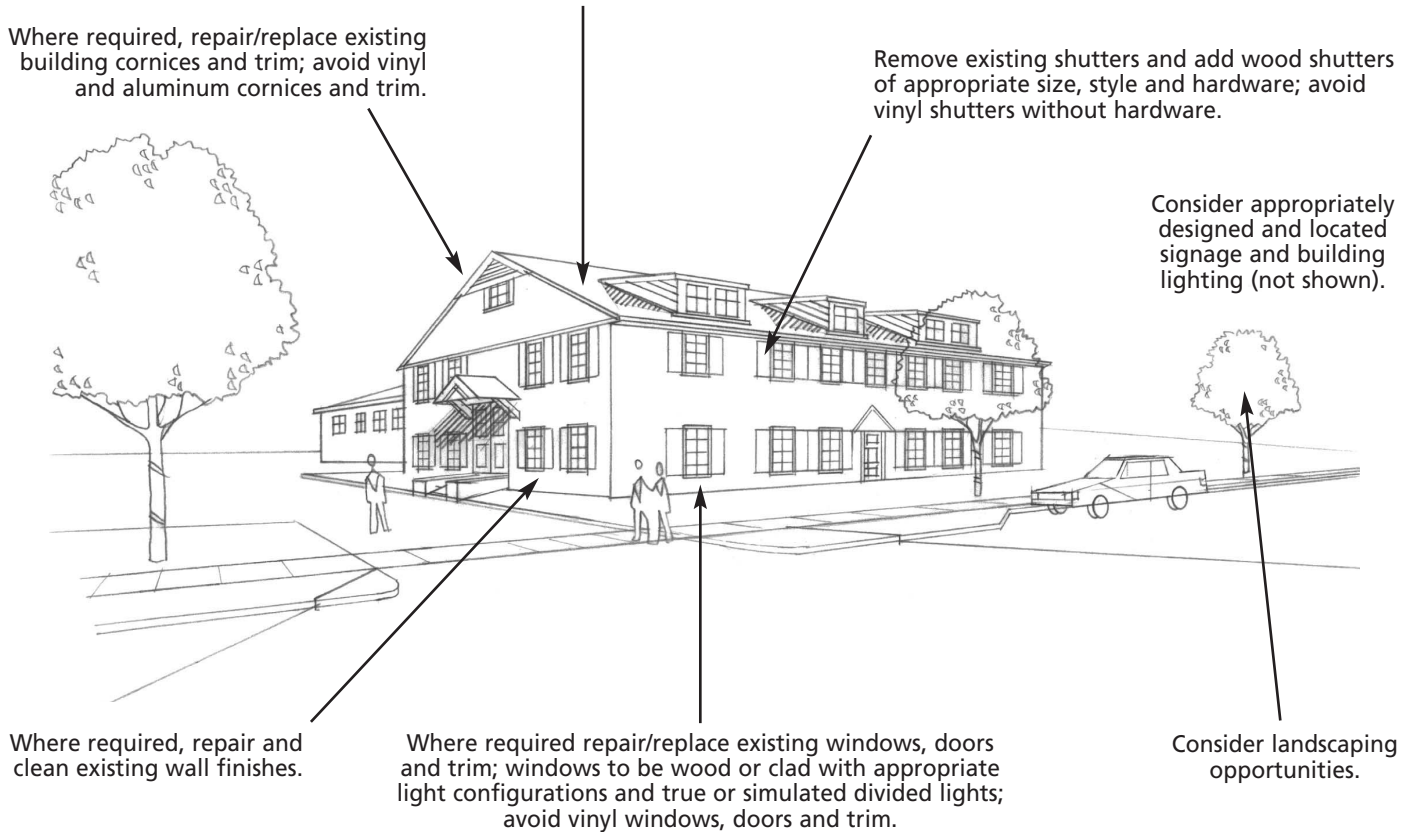 Where required, repair/replace existing
building cornices and trim; avoid vinyl
and aluminum cornices and trim.
Remove existing shutters and add wood shutters
of appropriate size, style and hardware; avoid
vinyl shutters without hardware.
Consider appropriately
designed and located
signage and building
lighting (not shown).
Where required, repair and
clean existing wall finishes.
Where required repair/replace existing windows, doors
and trim; windows to be wood or clad with appropriate
light configurations and true or simulated divided lights;
avoid vinyl windows, doors and trim.
Consider landscaping
opportunities.